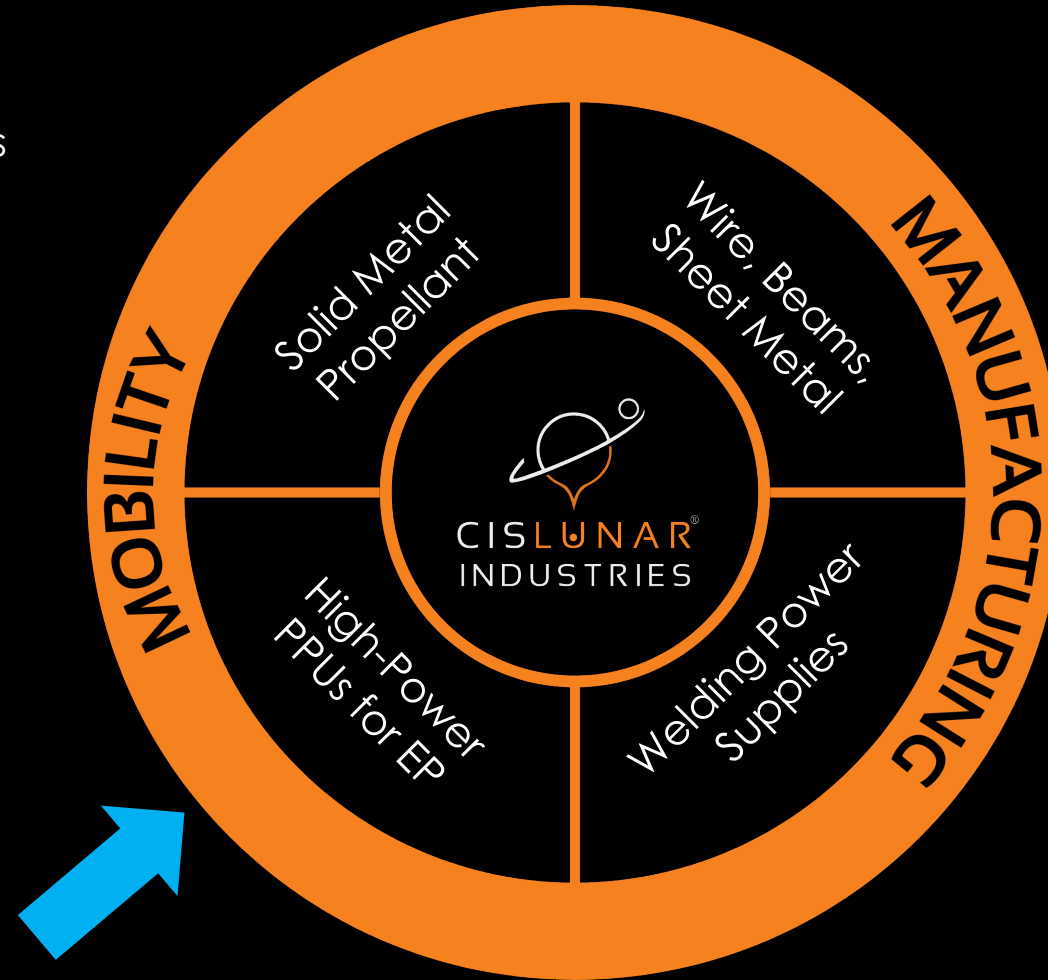 s
MOBILITY
Solid Metal
Propellant
Wire, Beams,
Sheet Metal
MANUFACTURING
CISLUNAR®
INDUSTRIES
High-Power
PPUs for EP
Welding Power
Supplies